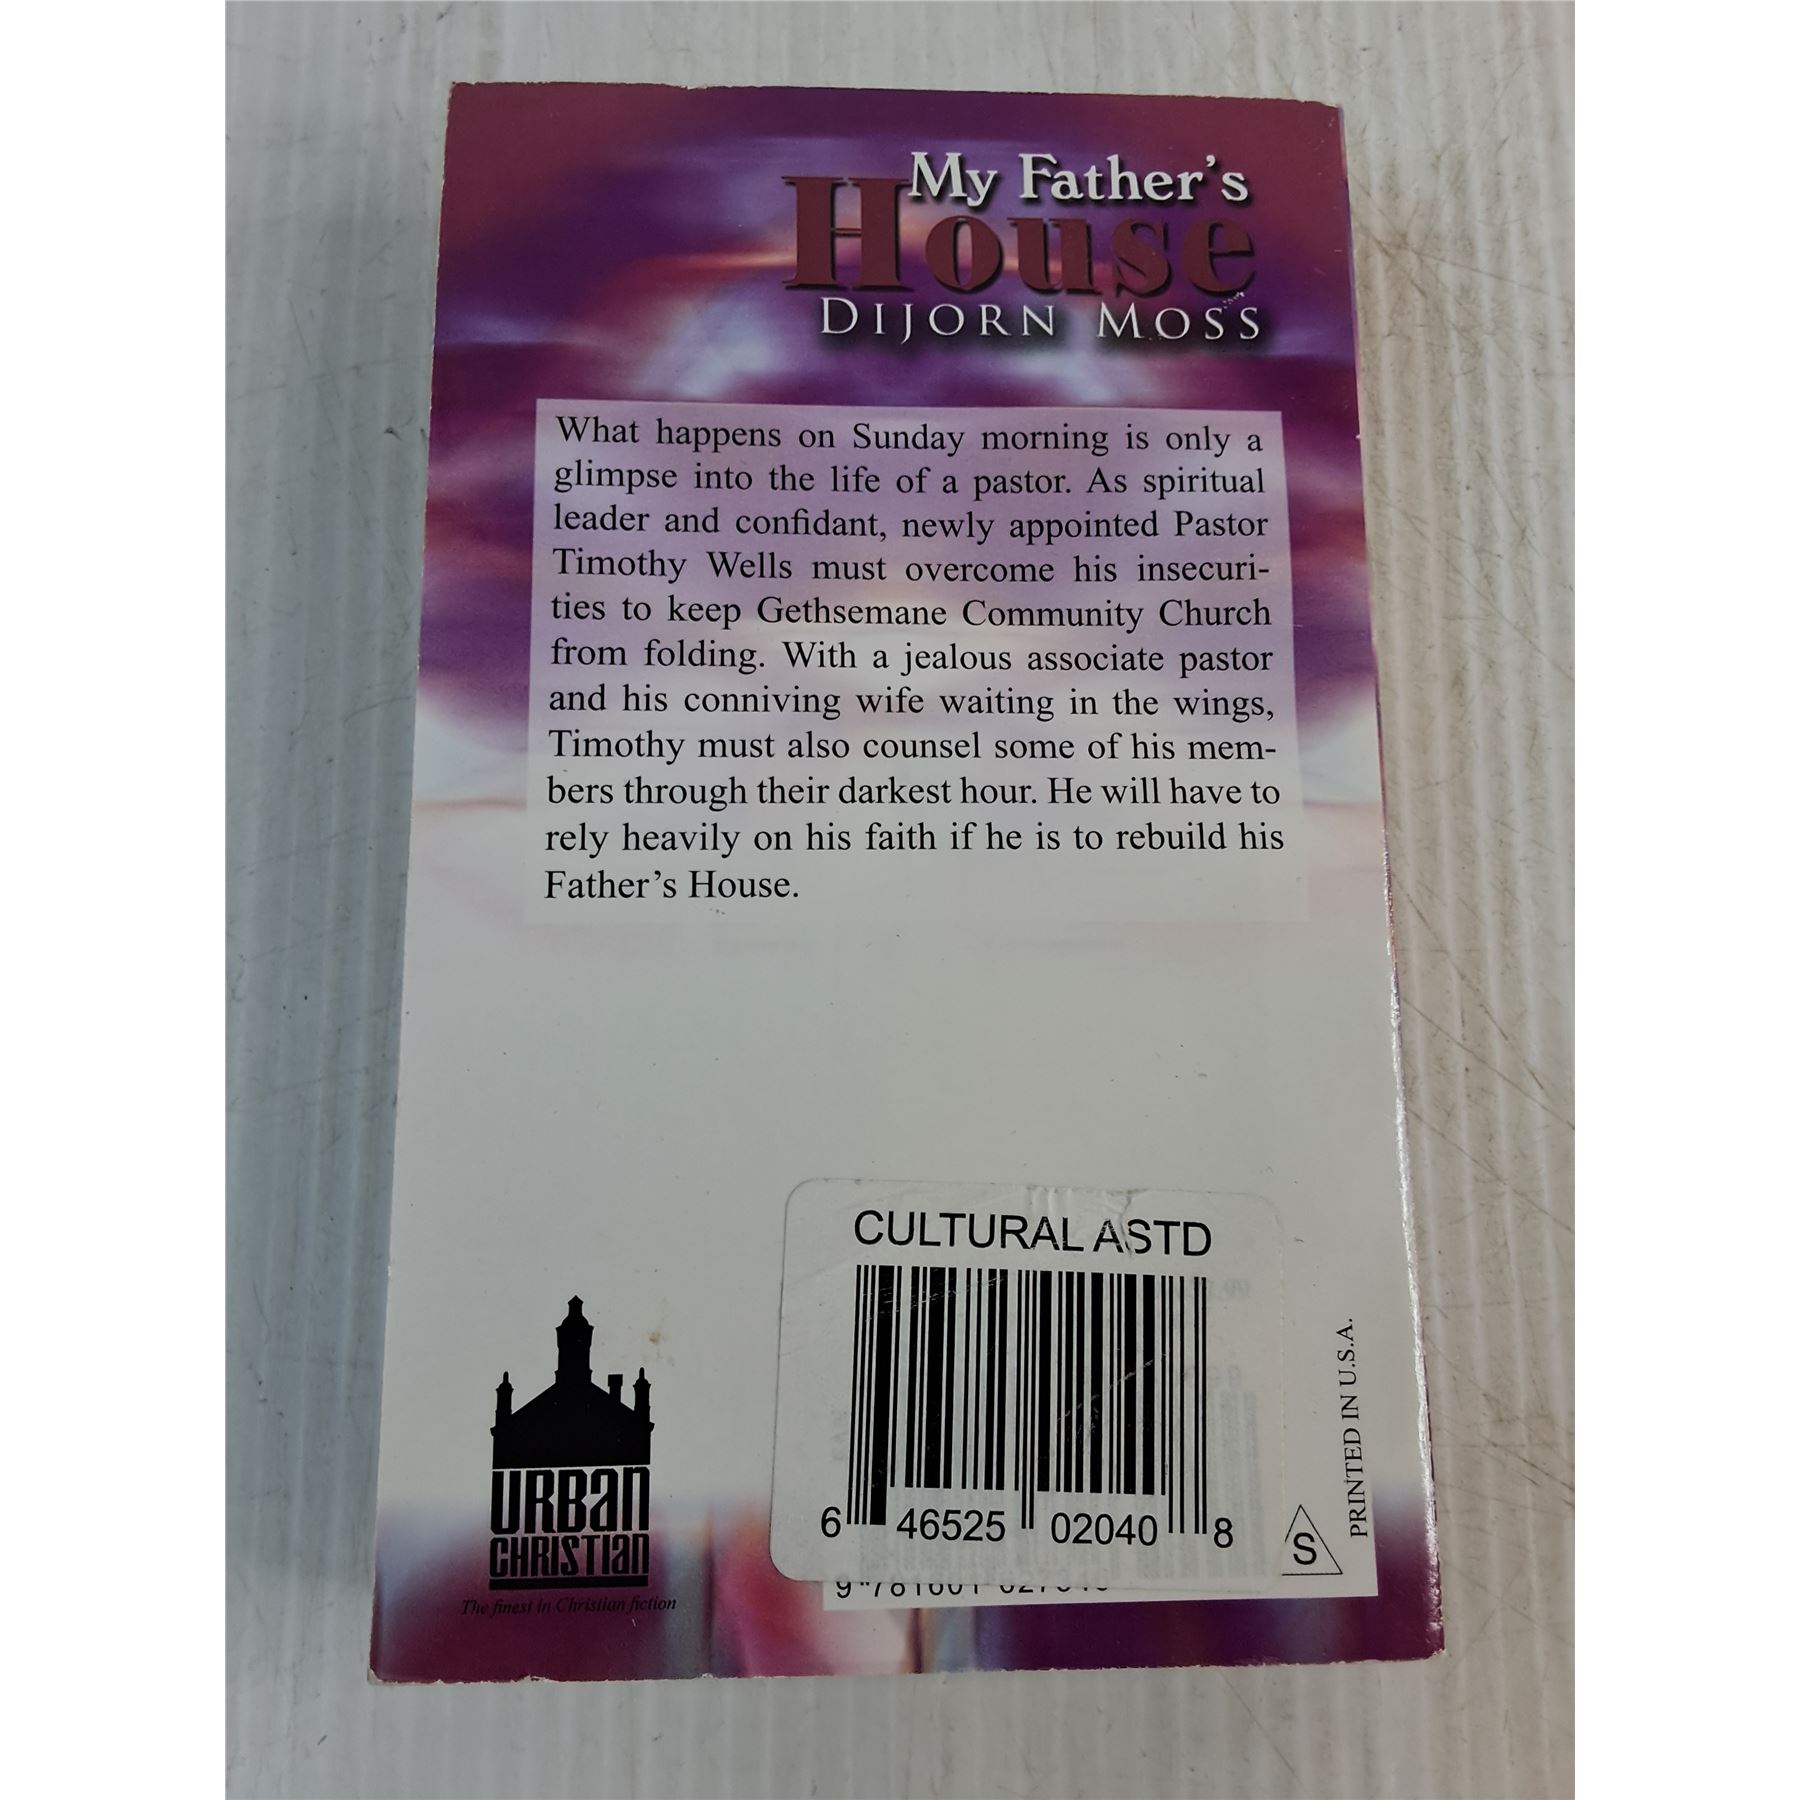 My Father's
House
DIJORN MOSS
What happens on Sunday morning is only a
glimpse into the life of a pastor. As spiritual
leader and confidant, newly appointed Pastor
Timothy Wells must overcome his insecuri-
ties to keep Gethsemane Community Church
from folding. With a jealous associate pastor
and his conniving wife waiting in the wings,
Timothy must also counsel some of his mem-
bers through their darkest hour. He will have to
rely heavily on his faith if he is to rebuild his
Father's House.
CULTURAL ASTD
6 46525 02040 8
S
PRINTED IN U.S.A.
URBAN
CHRISTIAN
The finest in Christian fiction